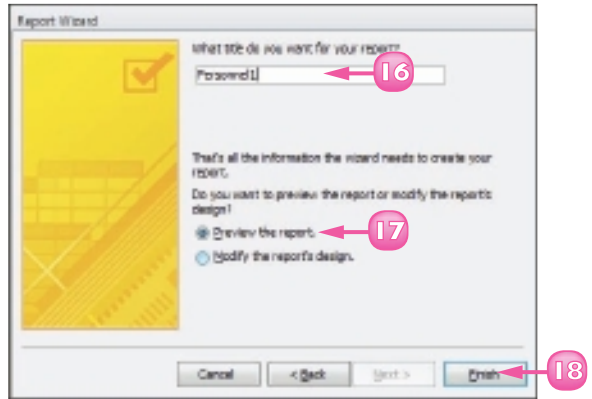 Report Wizard
What title do you want for your report?
Personnel1
16
That's all the information the wizard needs to create your
report.
Do you want to preview the report or modify the report's
design?
Preview the report.
17
Modify the report's design.
Cancel
< Back
Next >
Finish
18